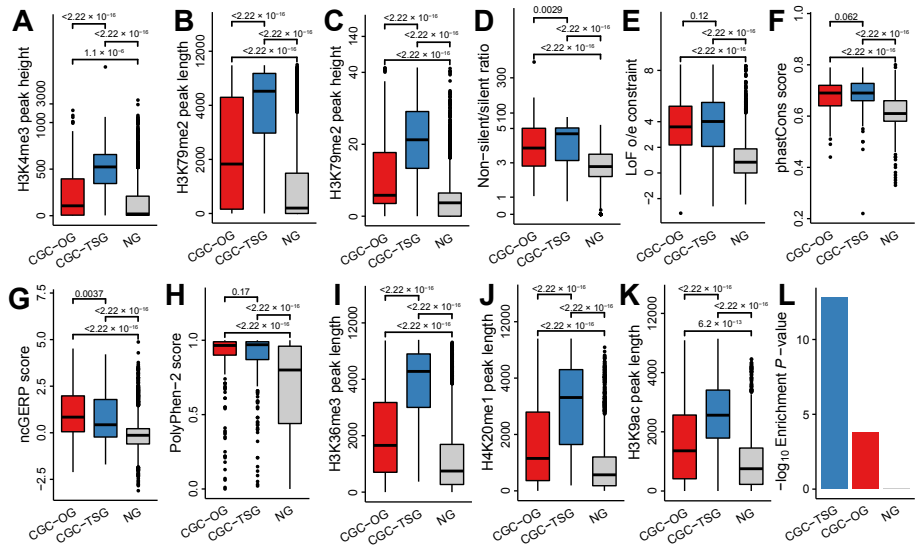 A
<2.22 × 10⁻¹⁶
<2.22 × 10⁻¹⁶
1.1 × 10⁻⁶
H3K4me3 peak height
3000
1000
500
0
CGC−OG
CGC−TSG
NG
B
<2.22 × 10⁻¹⁶
<2.22 × 10⁻¹⁶
<2.22 × 10⁻¹⁶
H3K79me2 peak length
12000
4000
2000
0
CGC−OG
CGC−TSG
NG
C
<2.22 × 10⁻¹⁶
<2.22 × 10⁻¹⁶
<2.22 × 10⁻¹⁶
H3K79me2 peak height
140
40
20
0
CGC−OG
CGC−TSG
NG
D
0.0029
<2.22 × 10⁻¹⁶
<2.22 × 10⁻¹⁶
Non−silent/silent ratio
3000
5
3
1
0
CGC−OG
CGC−TSG
NG
E
0.12
<2.22 × 10⁻¹⁶
<2.22 × 10⁻¹⁶
LoF o/e constraint
8
4
2
0
−2
CGC−OG
CGC−TSG
NG
F
0.062
<2.22 × 10⁻¹⁶
<2.22 × 10⁻¹⁶
phastCons score
0.8
0.6
0.4
0.2
CGC−OG
CGC−TSG
NG
G
0.0037
<2.22 × 10⁻¹⁶
<2.22 × 10⁻¹⁶
ncGERP score
5.0
2.5
0.0
−2.5
CGC−OG
CGC−TSG
NG
H
0.17
<2.22 × 10⁻¹⁶
<2.22 × 10⁻¹⁶
PolyPhen−2 score
1.0
0.5
0.0
CGC−OG
CGC−TSG
NG
I
<2.22 × 10⁻¹⁶
<2.22 × 10⁻¹⁶
<2.22 × 10⁻¹⁶
H3K36me3 peak length
12000
4000
2000
0
CGC−OG
CGC−TSG
NG
J
<2.22 × 10⁻¹⁶
<2.22 × 10⁻¹⁶
<2.22 × 10⁻¹⁶
H4K20me1 peak length
12000
4000
2000
0
CGC−OG
CGC−TSG
NG
K
<2.22 × 10⁻¹⁶
<2.22 × 10⁻¹⁶
6.2 × 10⁻¹³
H3K9ac peak length
12000
4000
2000
0
CGC−OG
CGC−TSG
NG
L
−log₁₀ Enrichment P−value
10
5
0
CGC−TSG
CGC−OG
NG